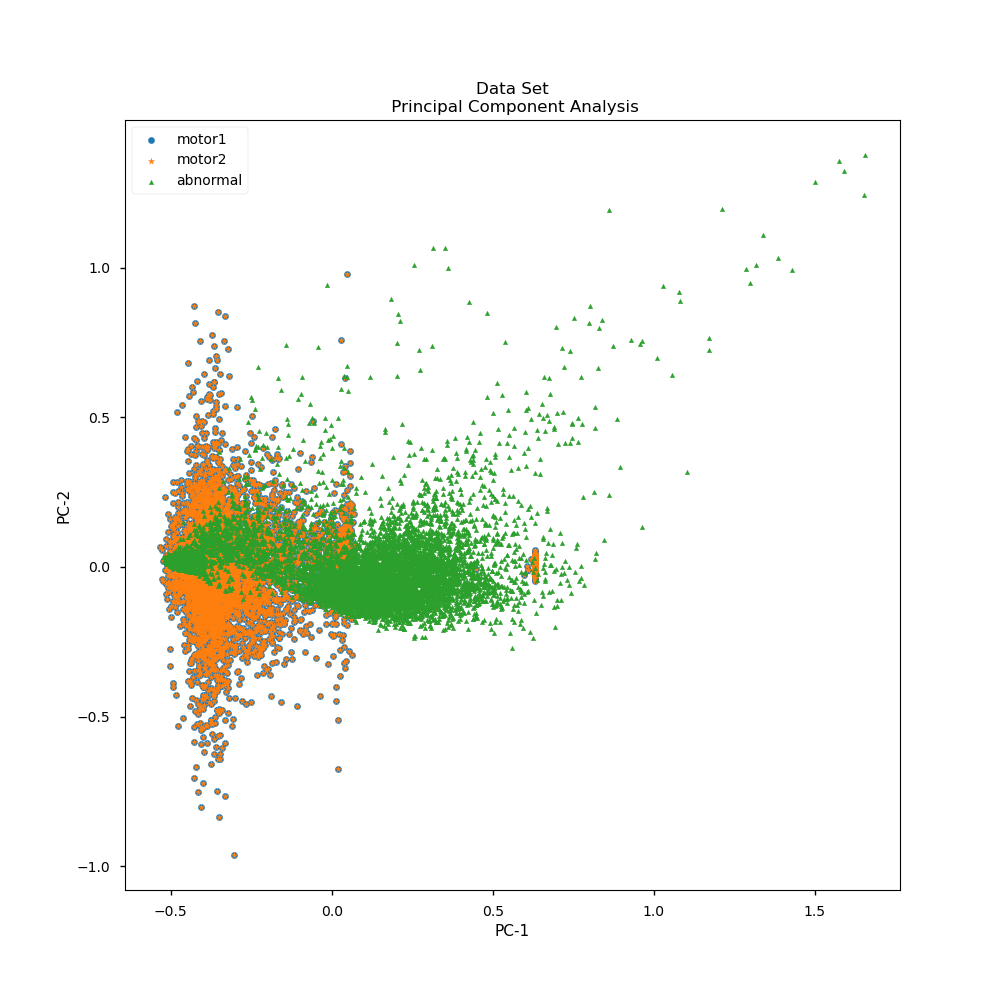 Data Set
Principal Component Analysis
motor1
motor2
abnormal
1.0
0.5
0.0
−0.5
−1.0
PC-2
−0.5
0.0
0.5
1.0
1.5
PC-1